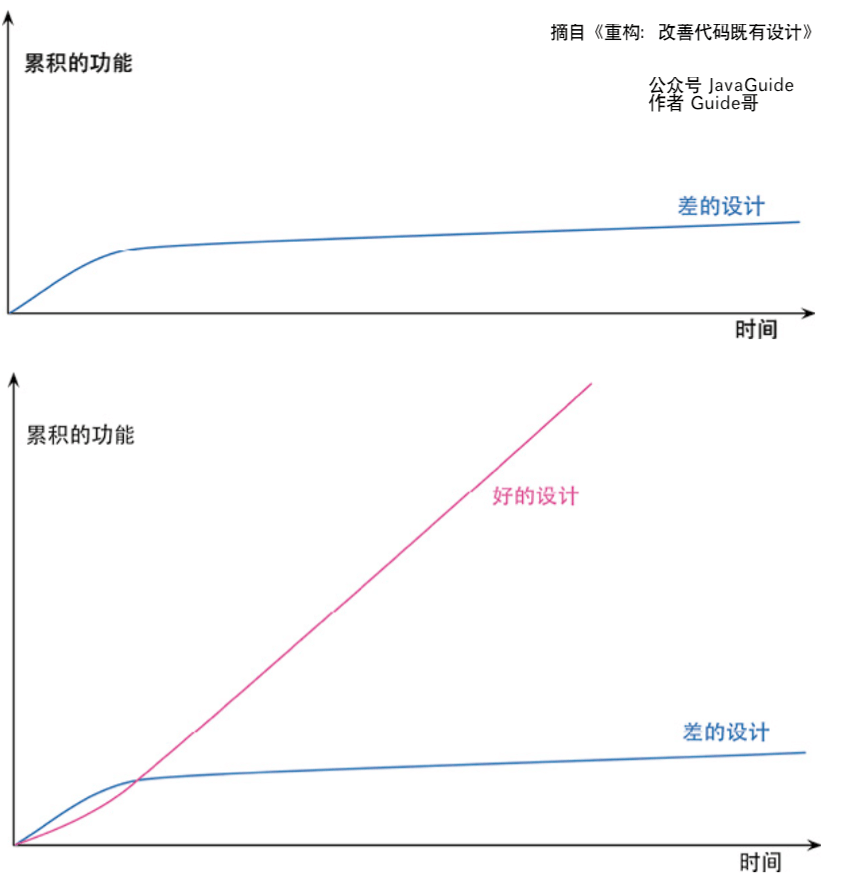 摘自《重构: 改善代码既有设计》
累积的功能
公众号 JavaGuide
作者 Guide哥
差的设计
时间
累积的功能
好的设计
差的设计
时间